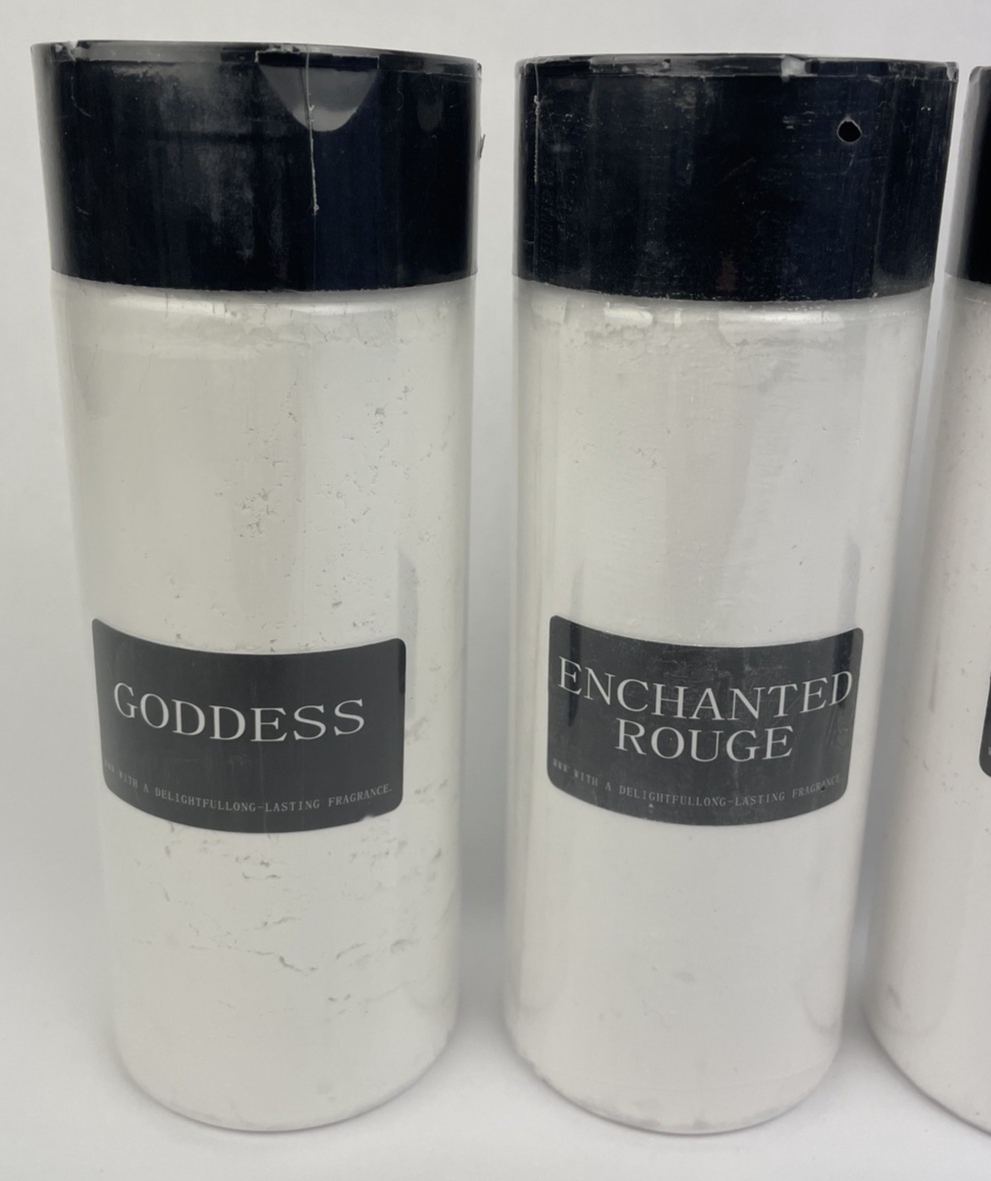 GODDESS
WITH A DELIGHTFULLONG-LASTING FRAGRANCE.
ENCHANTED
ROUGE
WITH A DELIGHTFULLONG-LASTING FRAGRANCE